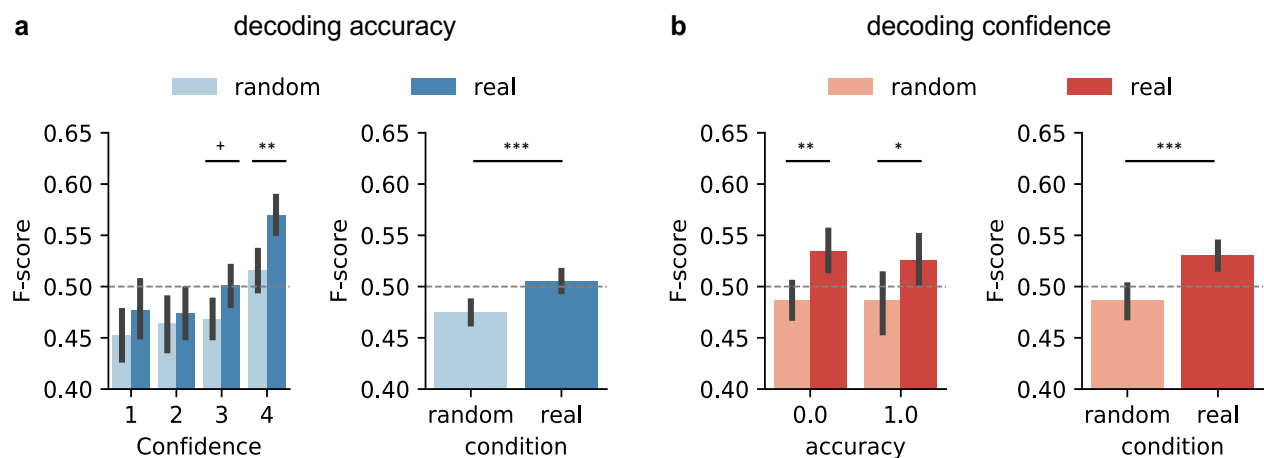 a decoding accuracy
random real
F-score
0.65
0.60
0.55
0.50
0.45
0.40
+ **
1 2 3 4
Confidence
F-score
0.65
0.60
0.55
0.50
0.45
0.40
***
random real
condition
b decoding confidence
random real
F-score
0.65
0.60
0.55
0.50
0.45
0.40
** *
0.0 1.0
accuracy
F-score
0.65
0.60
0.55
0.50
0.45
0.40
***
random real
condition